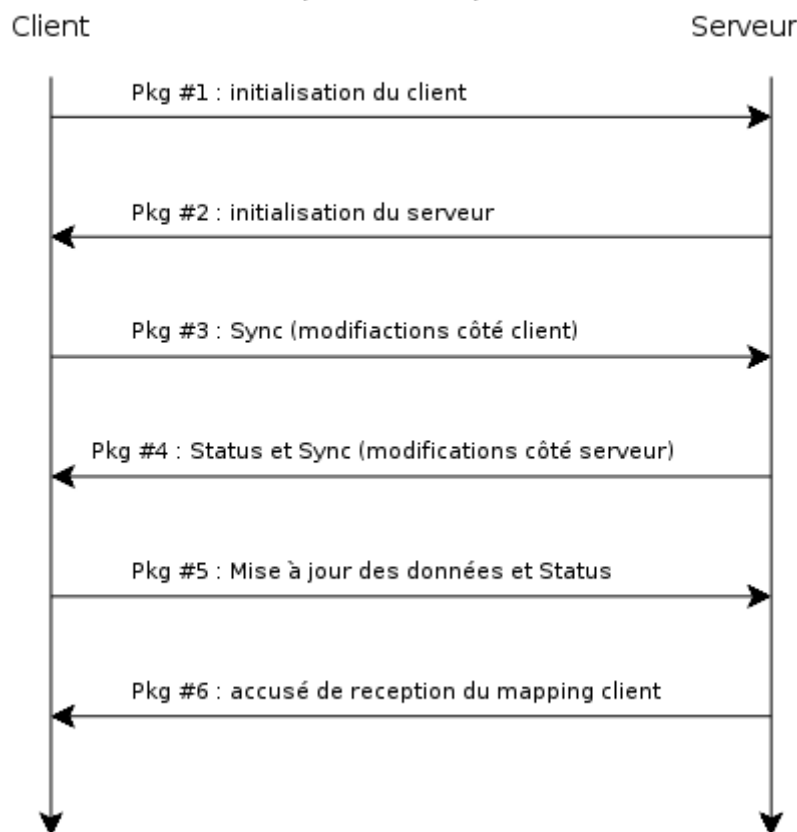 Client
Serveur
Pkg #1 : initialisation du client
Pkg #2 : initialisation du serveur
Pkg #3 : Sync (modifiactions côté client)
Pkg #4 : Status et Sync (modifications côté serveur)
Pkg #5 : Mise à jour des données et Status
Pkg #6 : accusé de reception du mapping client